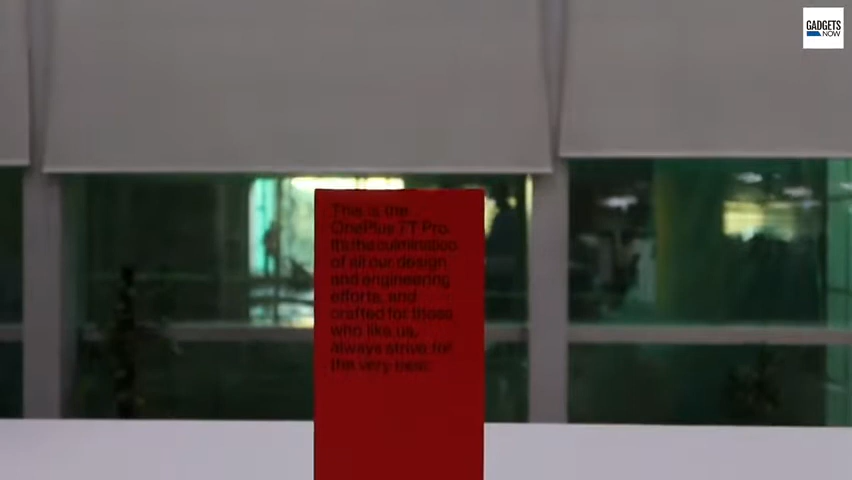 GADGETS
NOW
This is the
OnePlus 7T Pro.
It's the culmination
of all our design
and engineering
efforts, and
crafted for those
who like us,
always strive for
the very best.